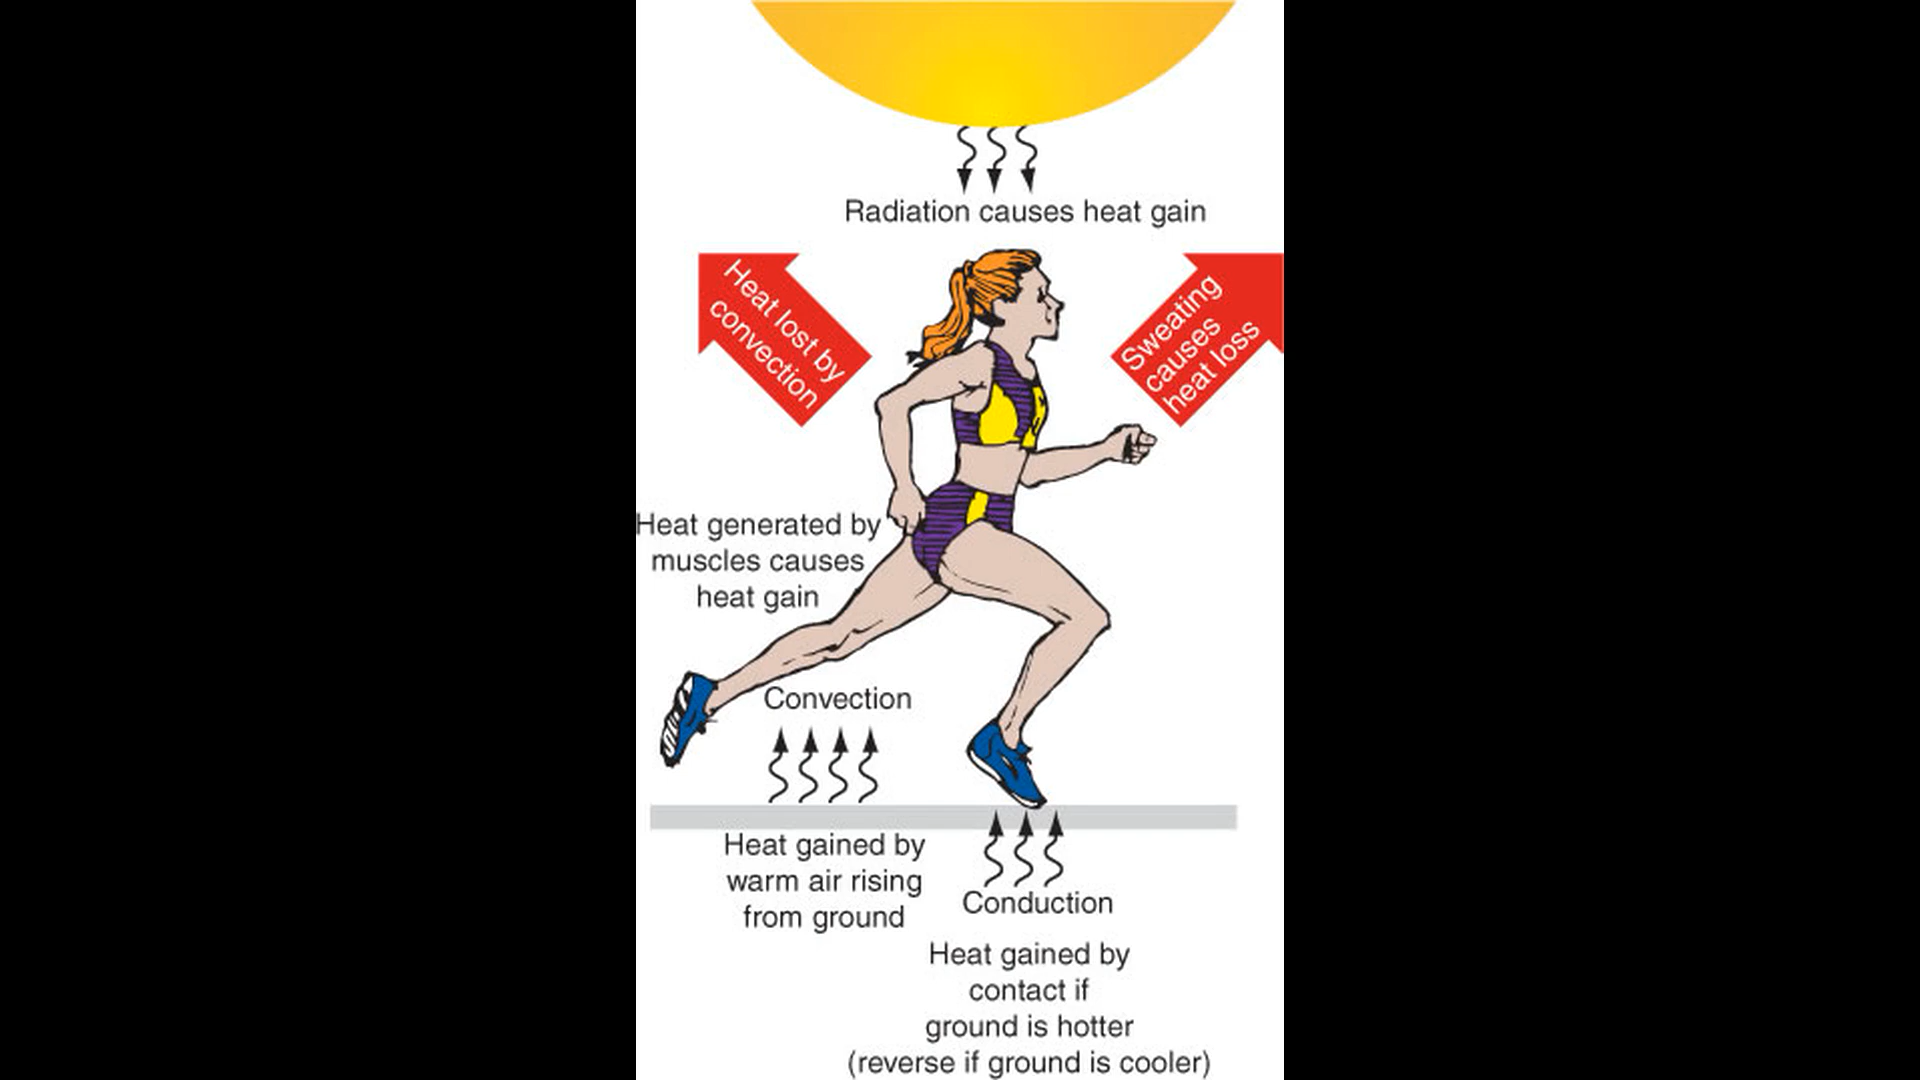 Radiation causes heat gain
Heat lost by
convection
Sweating
causes
heat loss
Heat generated by
muscles causes
heat gain
Convection
Heat gained by
warm air rising
from ground
Conduction
Heat gained by
contact if
ground is hotter
(reverse if ground is cooler)